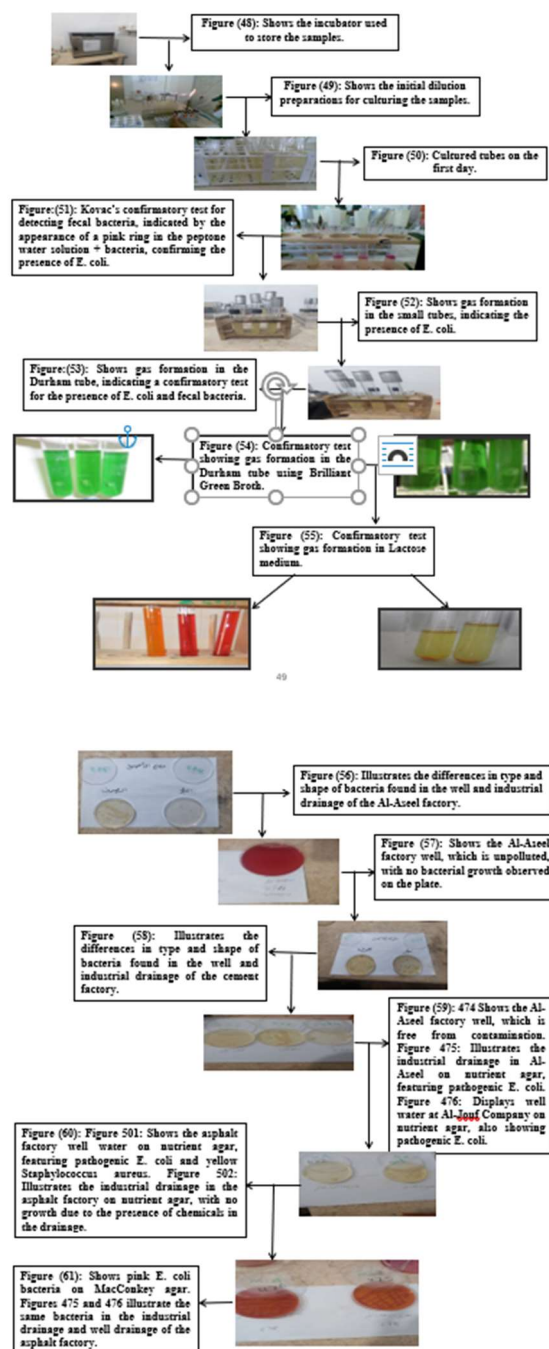 Figure (48): Shows the incubator used
to store the samples.
Figure (49): Shows the initial dilution
preparations for culturing the samples.
Figure (50): Cultured tubes on the
first day.
Figure:(51): Kovac's confirmatory test for
detecting fecal bacteria, indicated by the
appearance of a pink ring in the peptone
water solution + bacteria, confirming
the presence of E. coli.
Figure (52): Shows gas formation
in the small tubes, indicating the
presence of E. coli.
Figure:(53): Shows gas formation in the
Durham tube, indicating a confirmatory test
for the presence of E. coli and fecal bacteria.
Figure (54): Confirmatory test
showing gas formation in the
Durham tube using Brilliant
Green Broth.
Figure (55): Confirmatory test
showing gas formation in Lactose
medium.
49
Figure (56): Illustrates the differences in type and
shape of bacteria found in the well and industrial
drainage of the Al-Aseel factory.
Figure (57): Shows the Al-Aseel
factory well, which is unpolluted,
with no bacterial growth observed
on the plate.
Figure (58): Illustrates the
differences in type and shape of
bacteria found in the well and
industrial drainage of the cement
factory.
Figure (59): 474 Shows the Al-
Aseel factory well, which is
free from contamination.
Figure 475: Illustrates the
industrial drainage in Al-
Aseel on nutrient agar,
featuring pathogenic E. coli.
Figure 476: Displays well
water at Al-Jouf Company on
nutrient agar, also showing
pathogenic E. coli.
Figure (60): Figure 501: Shows the asphalt
factory well water on nutrient agar,
featuring pathogenic E. coli and yellow
Staphylococcus aureus. Figure 502:
Illustrates the industrial drainage in the
asphalt factory on nutrient agar, with no
growth due to the presence of chemicals in
the drainage.
Figure (61): Shows pink E. coli
bacteria on MacConkey agar.
Figures 475 and 476 illustrate the
same bacteria in the industrial
drainage and well drainage of the
asphalt factory.